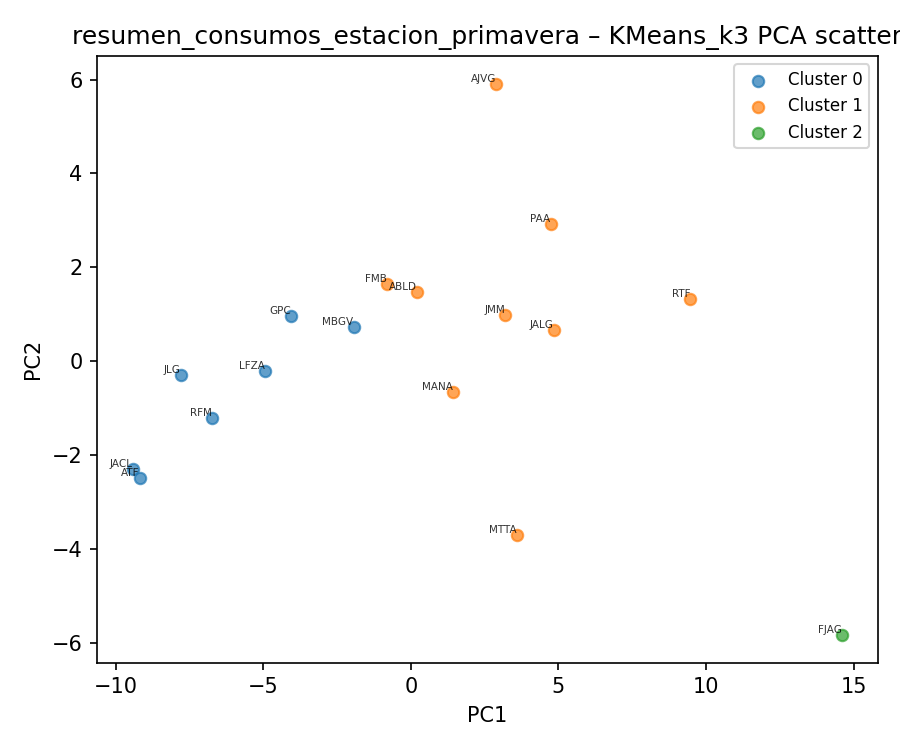 resumen_consumos_estacion_primavera – KMeans_k3 PCA scatter
Cluster 0
Cluster 1
Cluster 2
AJVG
PAA
FMB
ABLD
RTF
GPC
MBGV
JMM
JALG
JLG
LFZA
MANA
RFM
JACL
ATF
MTTA
FJAG
6
4
2
0
−2
−4
−6
PC2
−10
−5
0
5
10
15
PC1